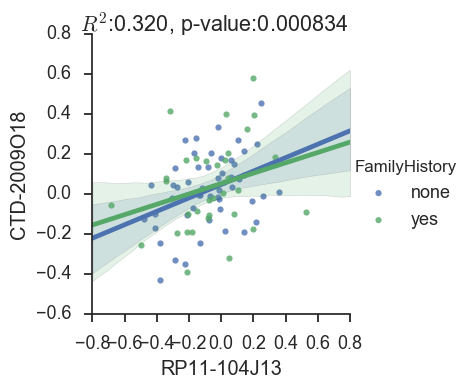 R²:0.320, p-value:0.000834
0.8
0.6
0.4
0.2
0.0
−0.2
−0.4
−0.6
CTD-2009O18
−0.8 −0.6 −0.4 −0.2 0.0 0.2 0.4 0.6 0.8
RP11-104J13
FamilyHistory
none
yes